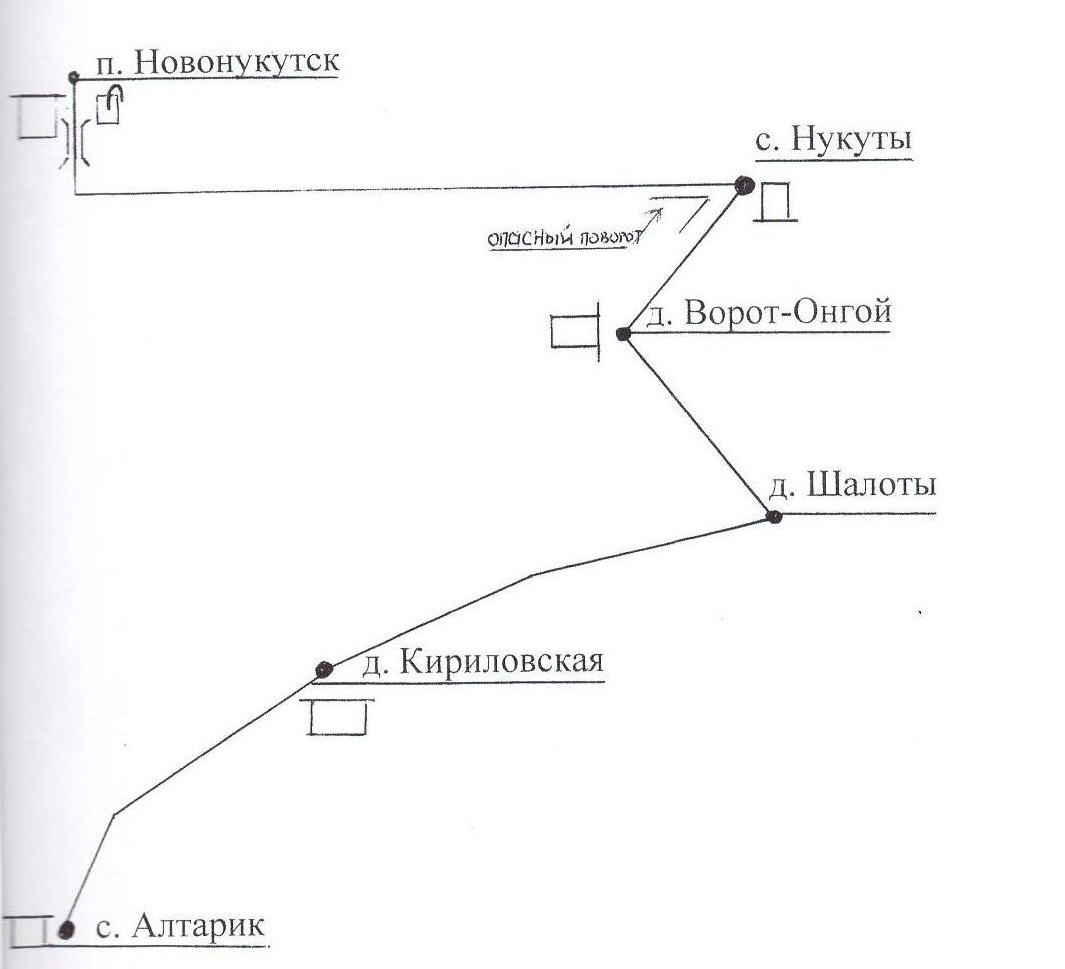 п. Новонукутск
с. Нукуты
опасный поворот
д. Ворот-Онгой
д. Шалоты
д. Кириловская
с. Алтарик